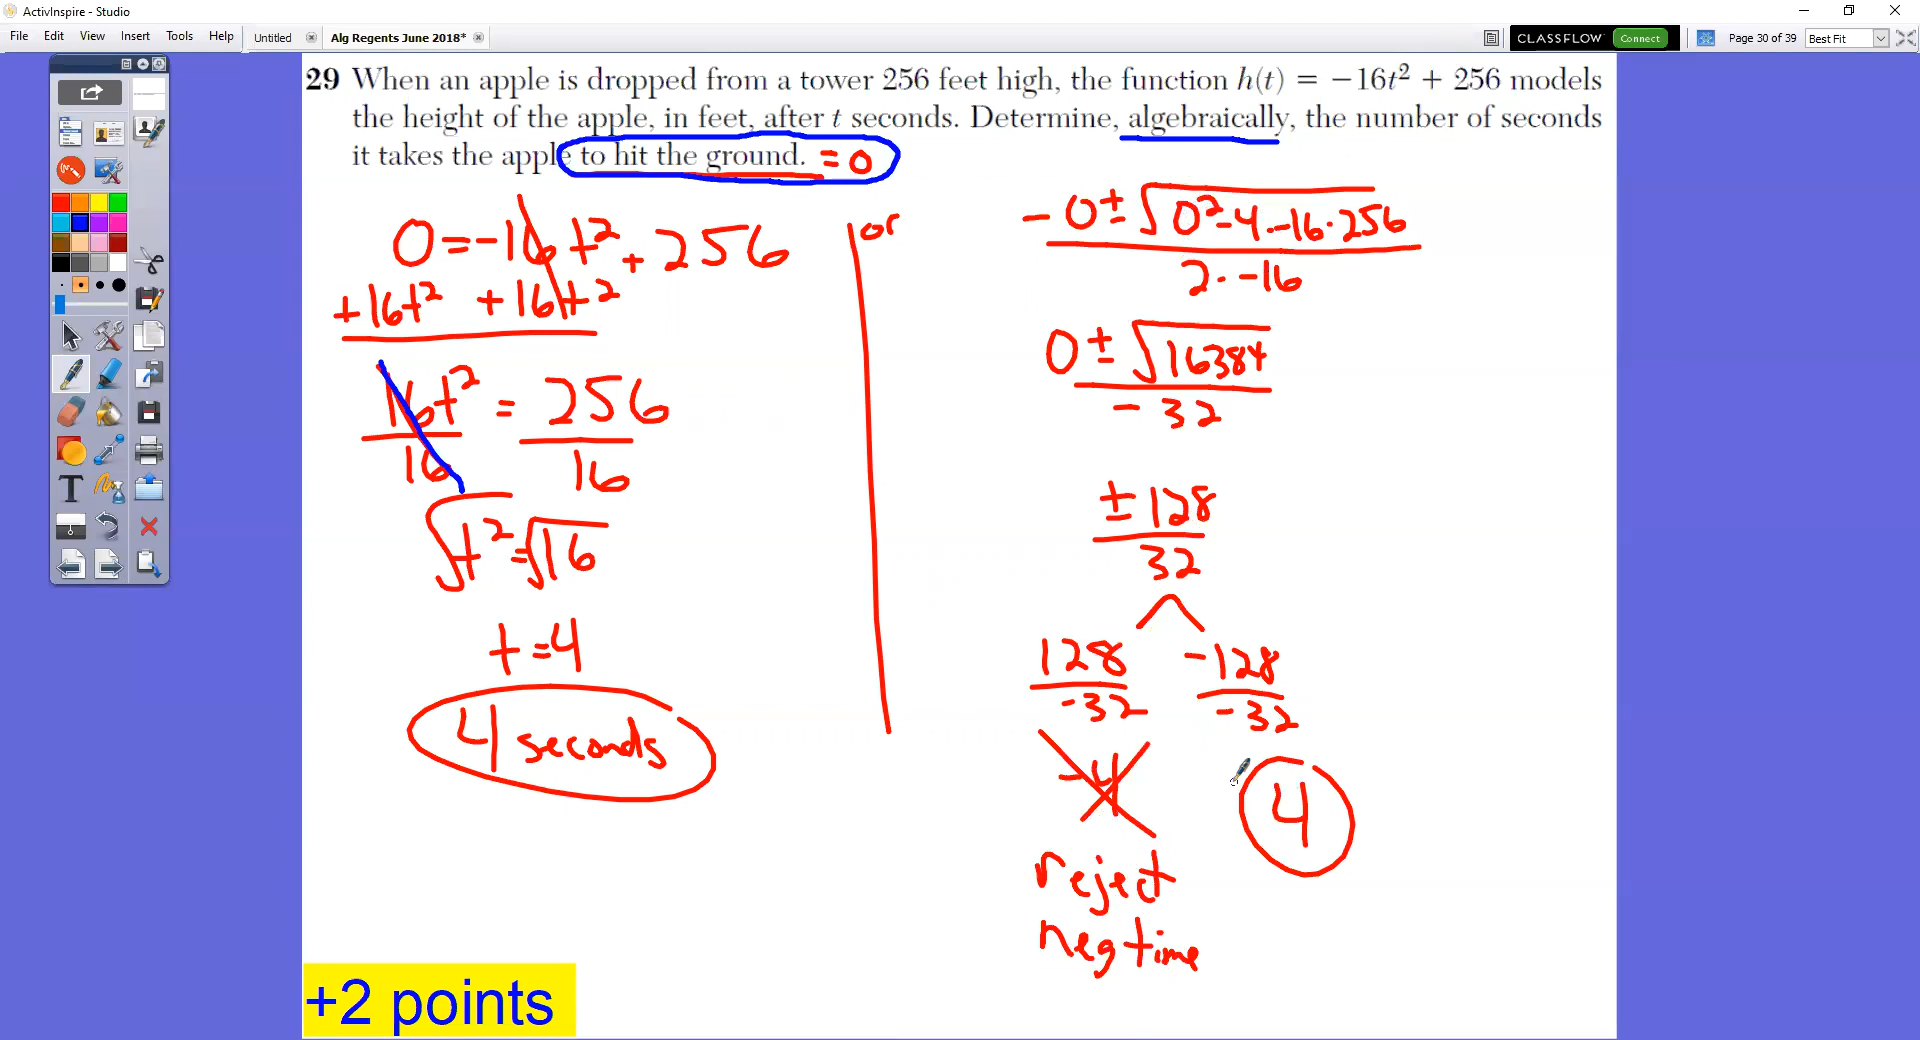 ActivInspire - Studio
File Edit View Insert Tools Help Untitled Alg Regents June 2018* CLASSFLOW Connect Page 30 of 39 Best Fit
29 When an apple is dropped from a tower 256 feet high, the function h(t) = −16t² + 256 models
the height of the apple, in feet, after t seconds. Determine, algebraically, the number of seconds
it takes the apple to hit the ground. = 0
0 = -16t² + 256
+16t² +16t²
16t² = 256
16 16
√t² = √16
t = 4
4 seconds
or
-0 ± √0² - 4 · -16 · 256
2 · -16
0 ± √16384
- 32
± 128
32
128 -128
-32 -32
-4 4
reject
neg time
+2 points
T